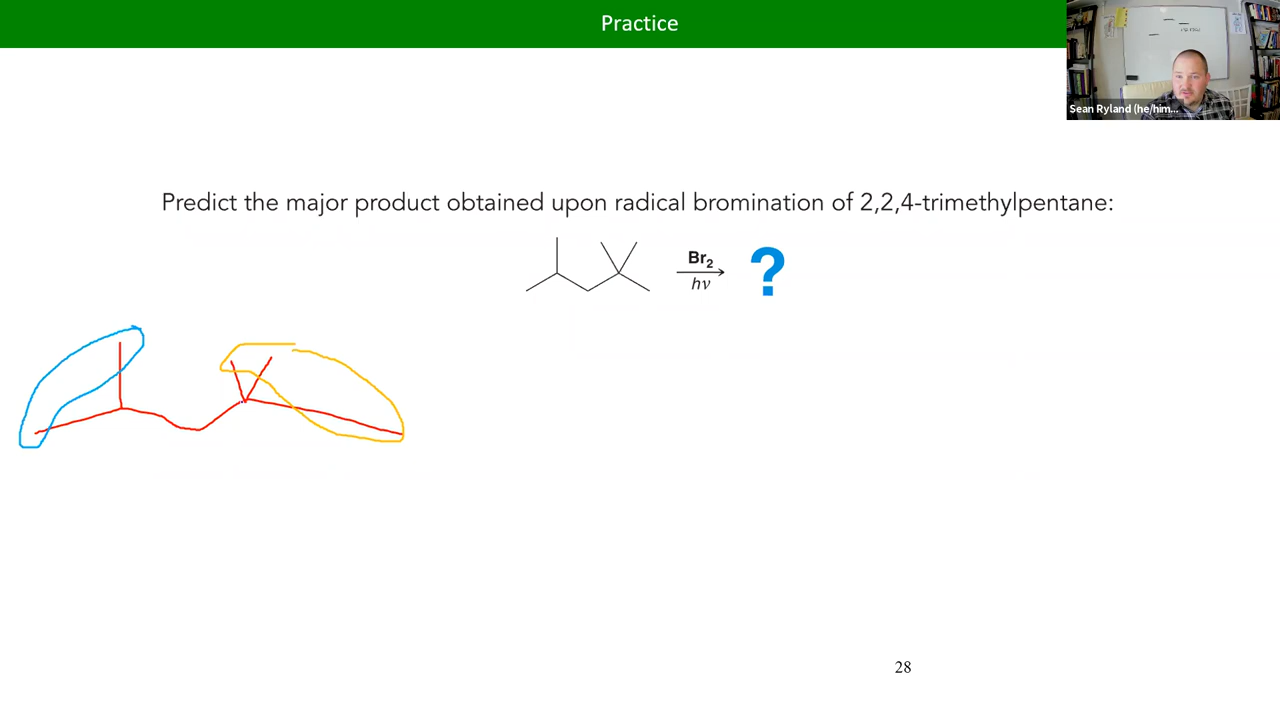 Practice
Sean Ryland (he/him...
Predict the major product obtained upon radical bromination of 2,2,4-trimethylpentane:
Br2
hν
?
28